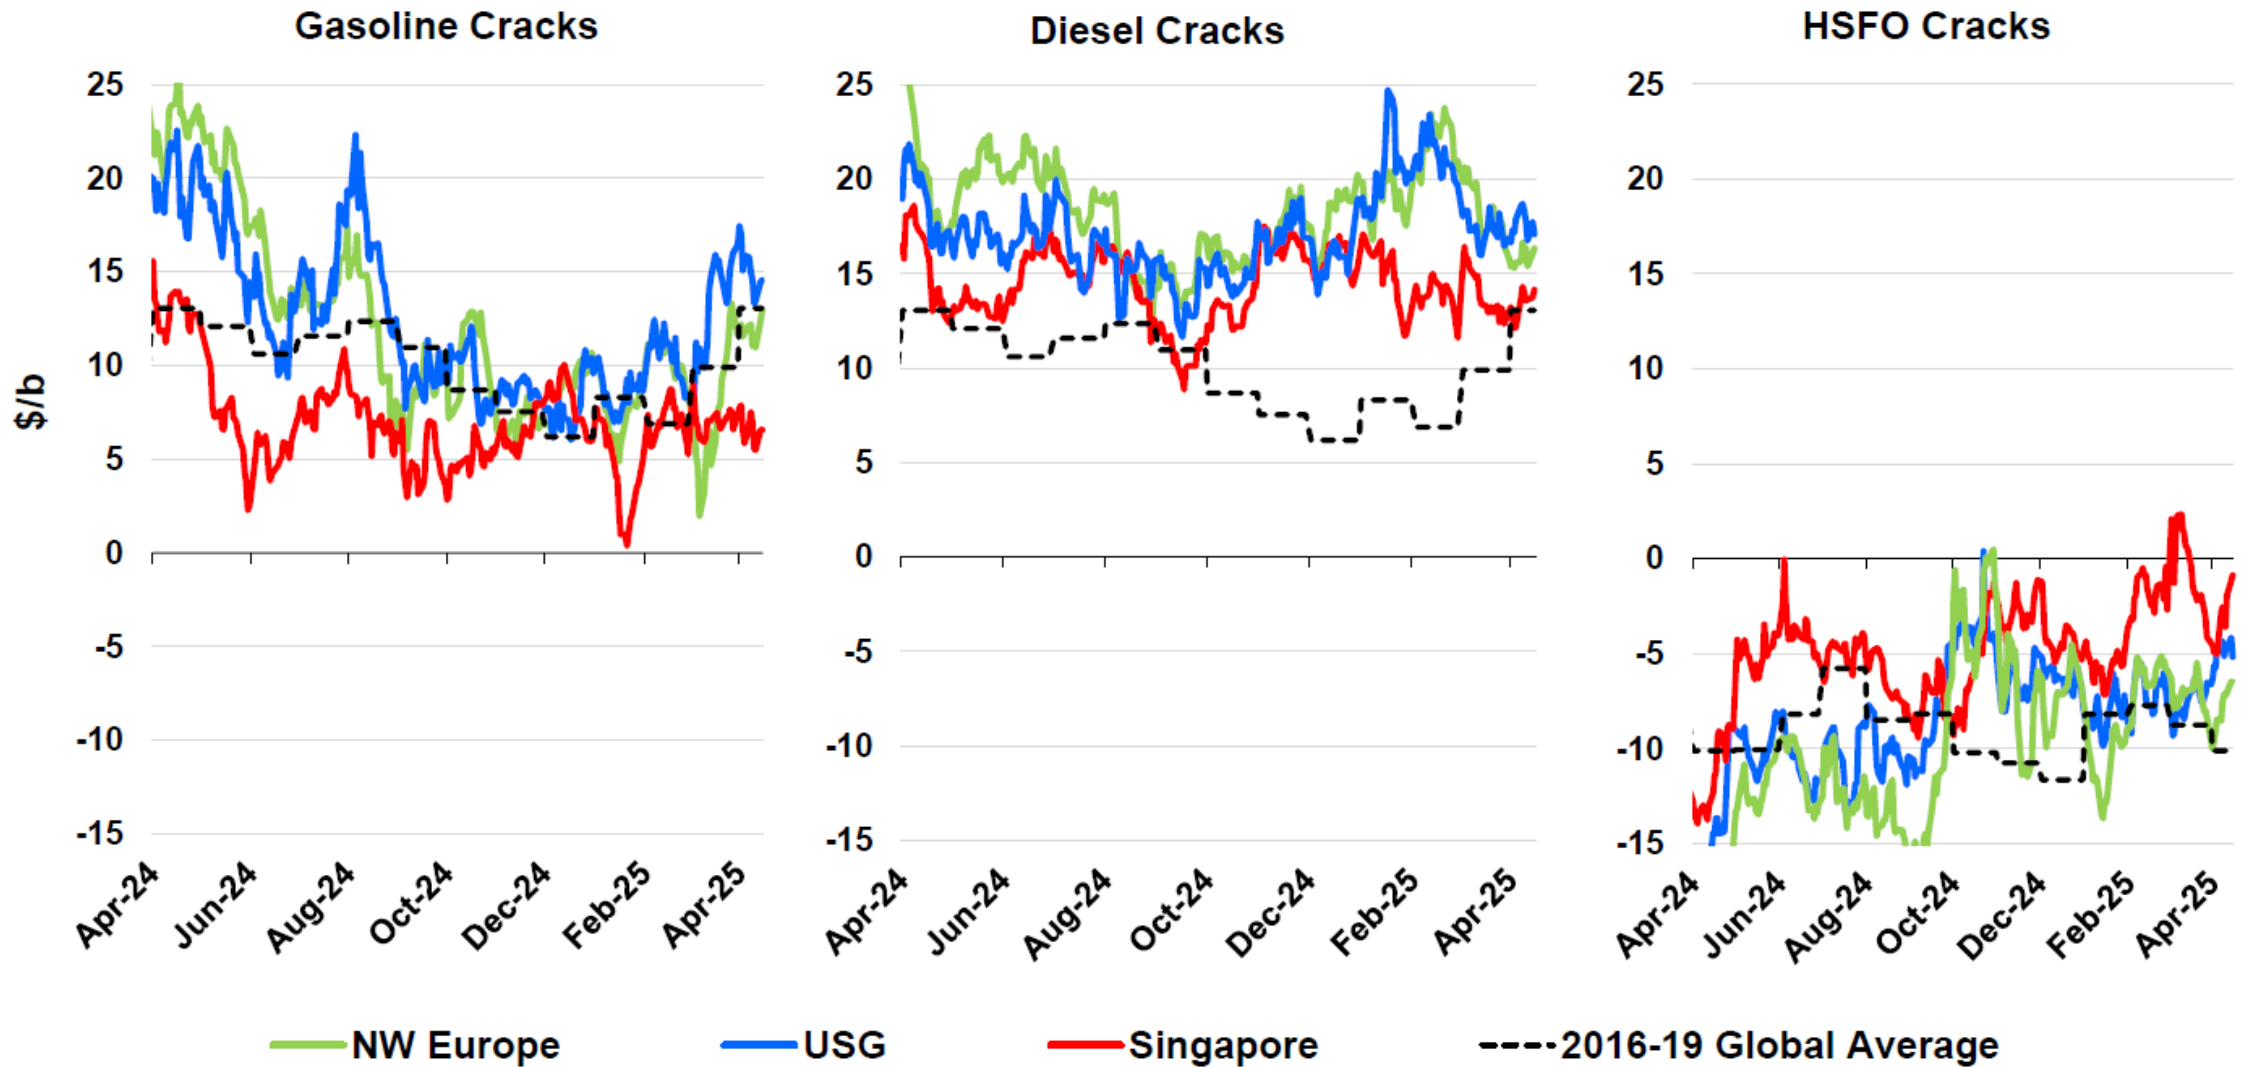 Gasoline Cracks
Diesel Cracks
HSFO Cracks
$/b
25
20
15
10
5
0
-5
-10
-15
Apr-24
Jun-24
Aug-24
Oct-24
Dec-24
Feb-25
Apr-25
25
20
15
10
5
0
-5
-10
-15
Apr-24
Jun-24
Aug-24
Oct-24
Dec-24
Feb-25
Apr-25
25
20
15
10
5
0
-5
-10
-15
Apr-24
Jun-24
Aug-24
Oct-24
Dec-24
Feb-25
Apr-25
NW Europe
USG
Singapore
2016-19 Global Average